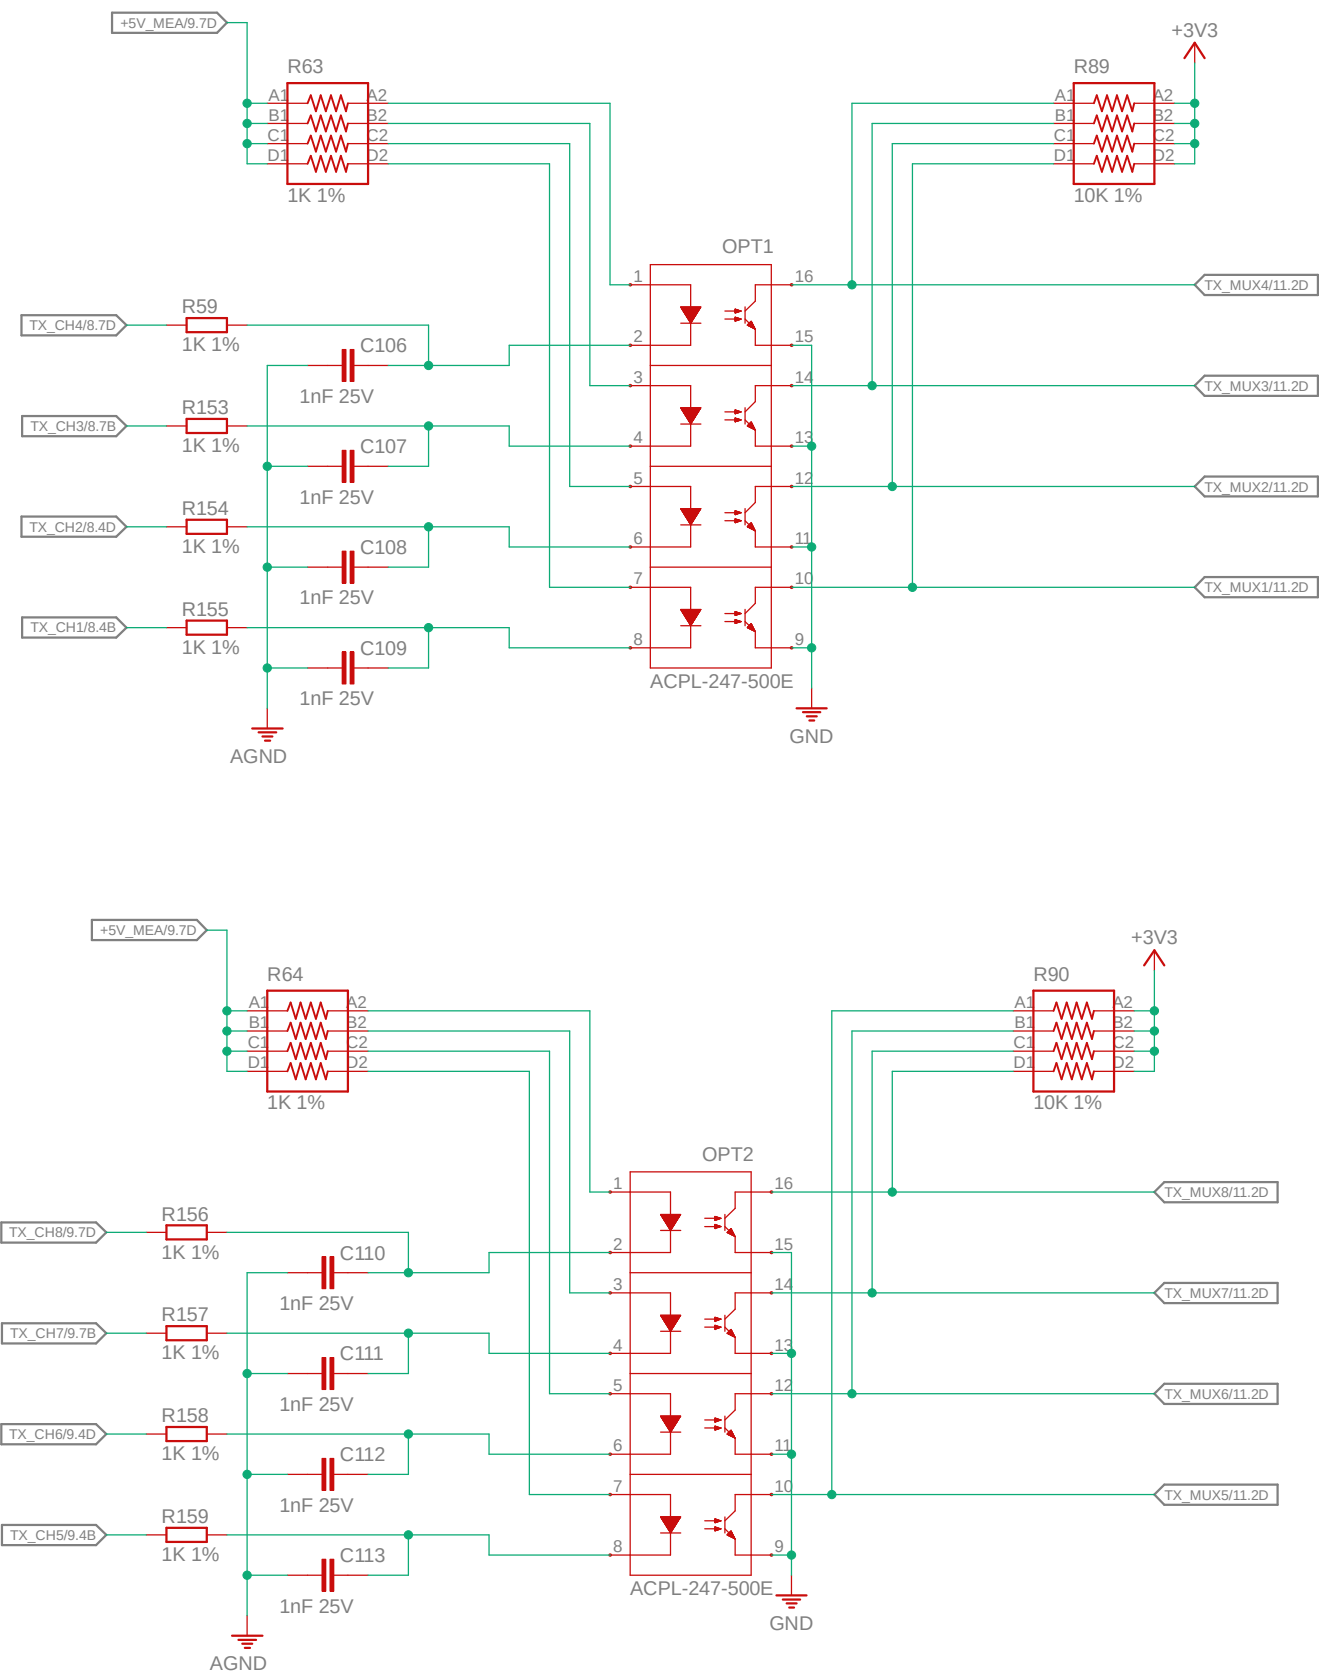 +5V_MEA/9.7D
+3V3
R63
A1 A2
B1 B2
C1 C2
D1 D2
1K 1%
R89
A1 A2
B1 B2
C1 C2
D1 D2
10K 1%
OPT1
1 16
2 15
3 14
4 13
5 12
6 11
7 10
8 9
ACPL-247-500E
TX_MUX4/11.2D
TX_MUX3/11.2D
TX_MUX2/11.2D
TX_MUX1/11.2D
TX_CH4/8.7D
R59
1K 1%
C106
1nF 25V
TX_CH3/8.7B
R153
1K 1%
C107
1nF 25V
TX_CH2/8.4D
R154
1K 1%
C108
1nF 25V
TX_CH1/8.4B
R155
1K 1%
C109
1nF 25V
AGND
GND
+5V_MEA/9.7D
+3V3
R64
A1 A2
B1 B2
C1 C2
D1 D2
1K 1%
R90
A1 A2
B1 B2
C1 C2
D1 D2
10K 1%
OPT2
1 16
2 15
3 14
4 13
5 12
6 11
7 10
8 9
ACPL-247-500E
TX_MUX8/11.2D
TX_MUX7/11.2D
TX_MUX6/11.2D
TX_MUX5/11.2D
TX_CH8/9.7D
R156
1K 1%
C110
1nF 25V
TX_CH7/9.7B
R157
1K 1%
C111
1nF 25V
TX_CH6/9.4D
R158
1K 1%
C112
1nF 25V
TX_CH5/9.4B
R159
1K 1%
C113
1nF 25V
GND
AGND